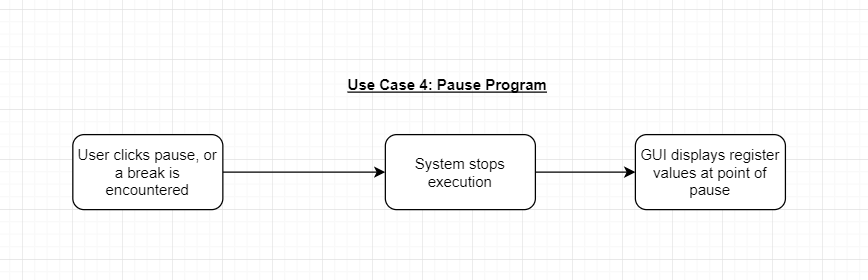 Use Case 4: Pause Program
User clicks pause, or
a break is
encountered
System stops
execution
GUI displays register
values at point of
pause